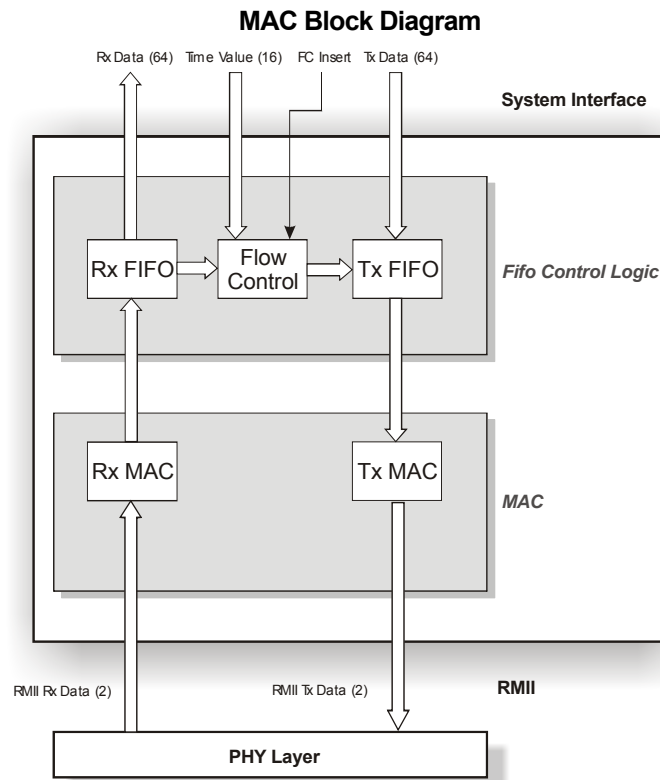 MAC Block Diagram
Rx Data (64) Time Value (16) FC Insert Tx Data (64)
System Interface
Rx FIFO
Flow
Control
Tx FIFO
Fifo Control Logic
Rx MAC
Tx MAC
MAC
RMII Rx Data (2)
RMII Tx Data (2)
RMII
PHY Layer